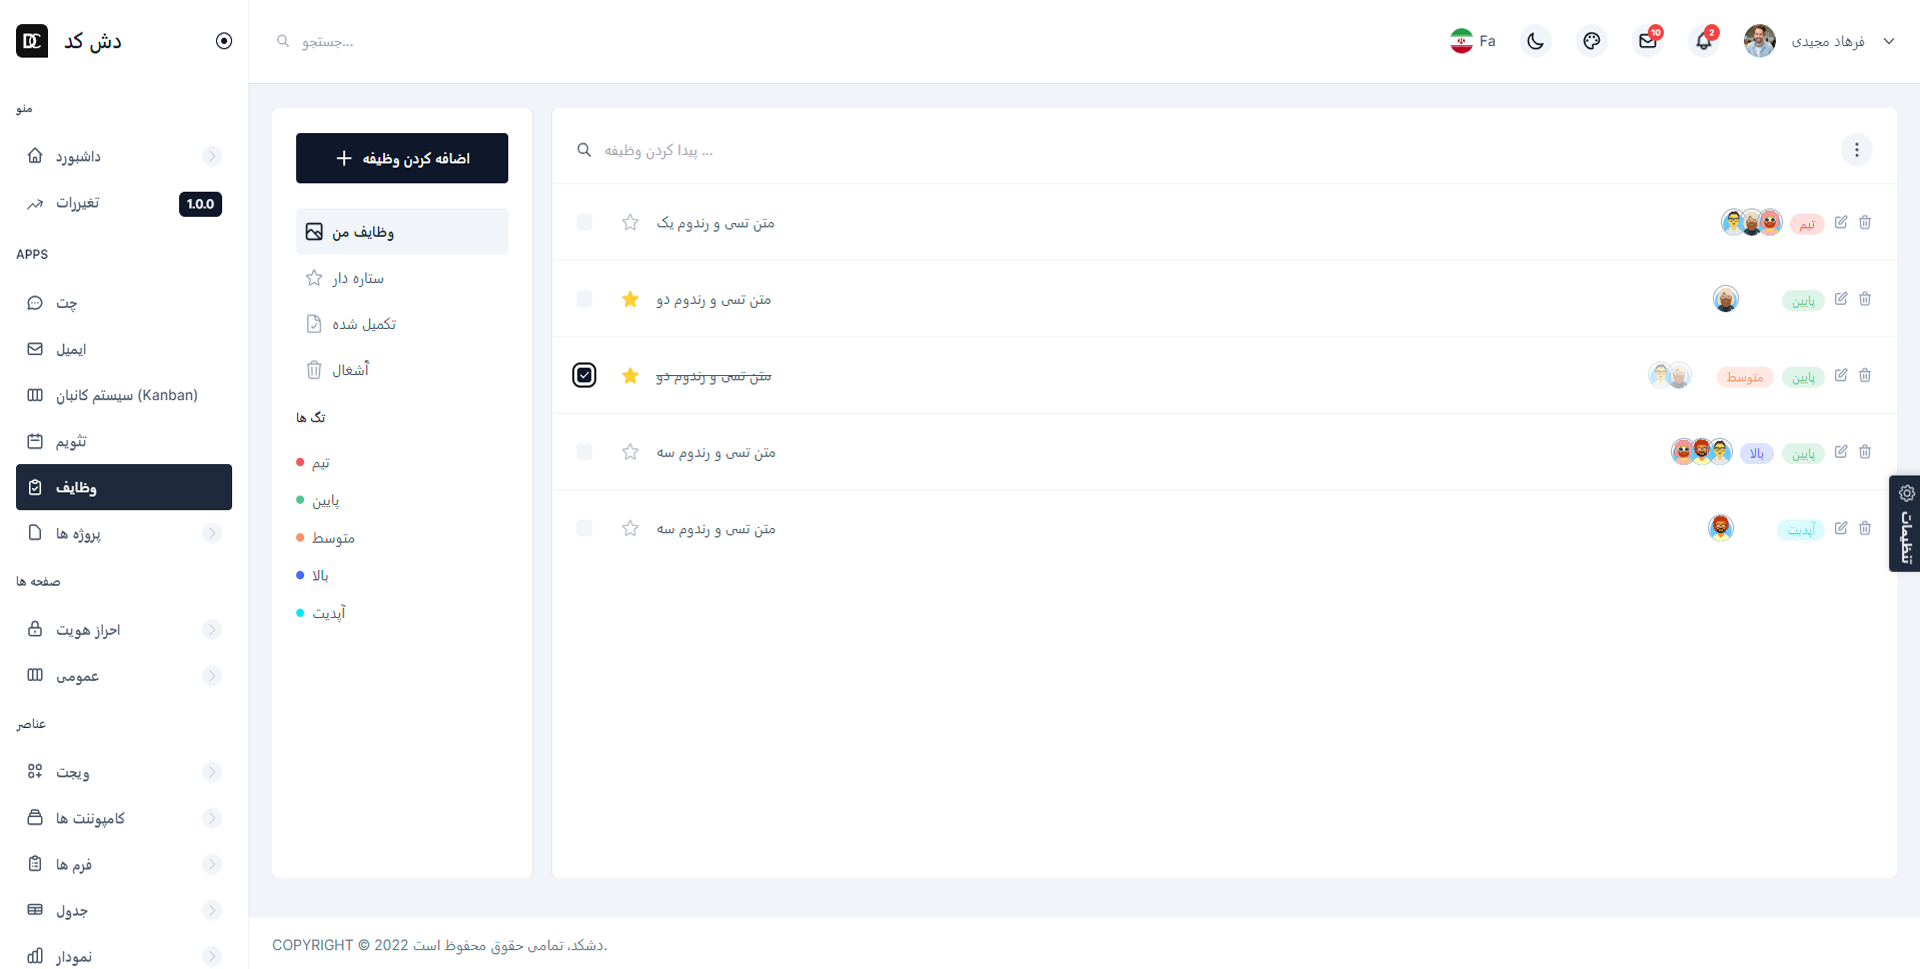 دش کد
جستجو...
Fa
10
2
فرهاد مجیدی
منو
داشبورد
تغیررات
1.0.0
APPS
چت
ایمیل
سیستم کانبان (Kanban)
تئویم
وظایف
پروژه ها
صفحه ها
احراز هویت
عمومی
عناصر
ویجت
کامپوننت ها
فرم ها
جدول
نمودار
اضافه کردن وظیفه
وظایف من
ستاره دار
تکمیل شده
آشغال
تگ ها
تیم
پایین
متوسط
بالا
آپدیت
پیدا کردن وظیفه ...
متن تسی و رندوم یک
تیم
متن تسی و رندوم دو
پایین
متن تسی و رندوم دو
متوسط
پایین
متن تسی و رندوم سه
بالا
پایین
متن تسی و رندوم سه
آپدیت
تنظیمات
COPYRIGHT © 2022 دشکد، تمامی حقوق محفوظ است.